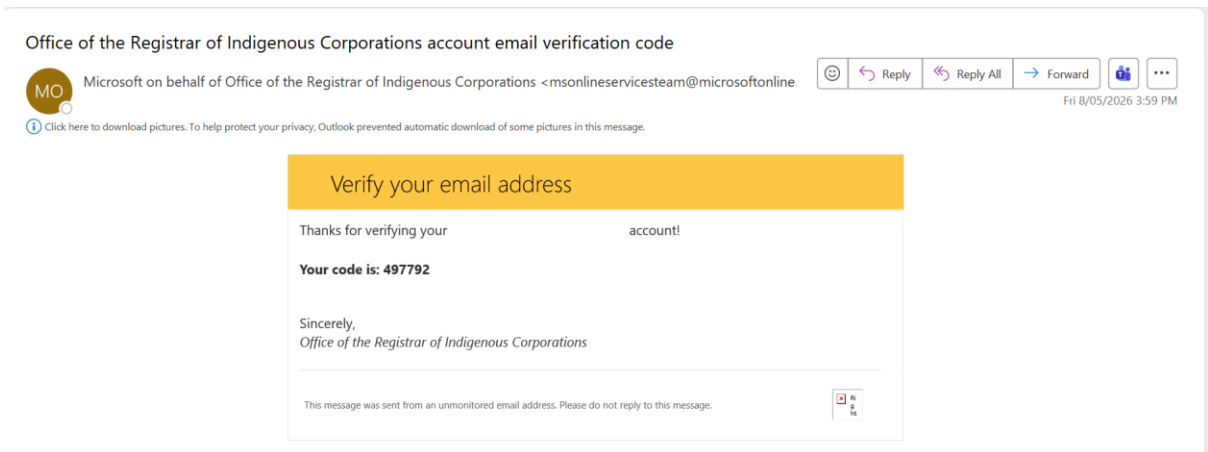 Office of the Registrar of Indigenous Corporations account email verification code
MO
Microsoft on behalf of Office of the Registrar of Indigenous Corporations <msonlineservicesteam@microsoftonline
Reply
Reply All
Forward
Fri 8/05/2026 3:59 PM
Click here to download pictures. To help protect your privacy, Outlook prevented automatic download of some pictures in this message.
Verify your email address
Thanks for verifying your account!
Your code is: 497792
Sincerely,
Office of the Registrar of Indigenous Corporations
This message was sent from an unmonitored email address. Please do not reply to this message.